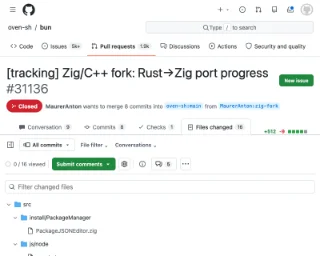 oven-sh / bun
Type / to search
Code Issues 5k+ Pull requests 1.9k Discussions Actions Security and quality
[tracking] Zig/C++ fork: Rust→Zig port progress
#31136
New issue
Closed MaurerAnton wants to merge 8 commits into oven-sh:main from MaurerAnton:zig-fork
Conversation 9 Commits 8 Checks 1 Files changed 16
+912
All commits File filter Conversations
0 / 16 viewed Submit comments 6
Filter changed files
src
install/PackageManager
PackageJSONEditor.zig
js/node